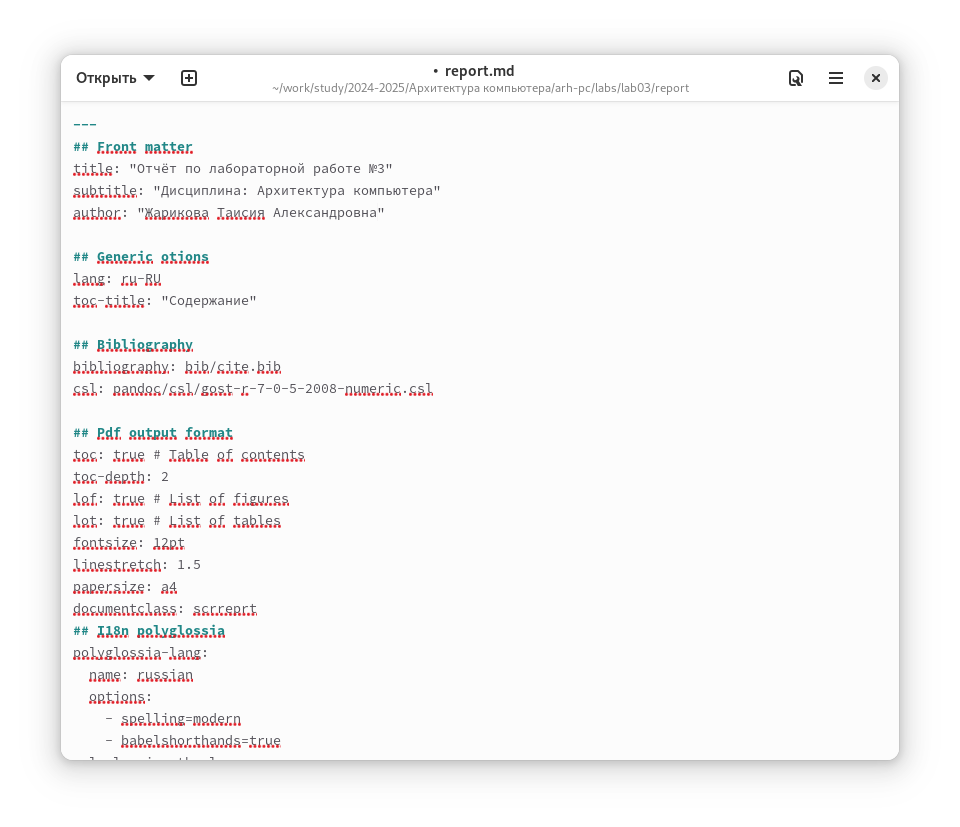 Открыть
• report.md
~/work/study/2024-2025/Архитектура компьютера/arh-pc/labs/lab03/report
---
## Front matter
title: "Отчёт по лабораторной работе №3"
subtitle: "Дисциплина: Архитектура компьютера"
author: "Жарикова Таисия Александровна"
## Generic otions
lang: ru-RU
toc-title: "Содержание"
## Bibliography
bibliography: bib/cite.bib
csl: pandoc/csl/gost-r-7-0-5-2008-numeric.csl
## Pdf output format
toc: true # Table of contents
toc-depth: 2
lof: true # List of figures
lot: true # List of tables
fontsize: 12pt
linestretch: 1.5
papersize: a4
documentclass: scrreprt
## I18n polyglossia
polyglossia-lang:
  name: russian
  options:
    - spelling=modern
    - babelshorthands=true